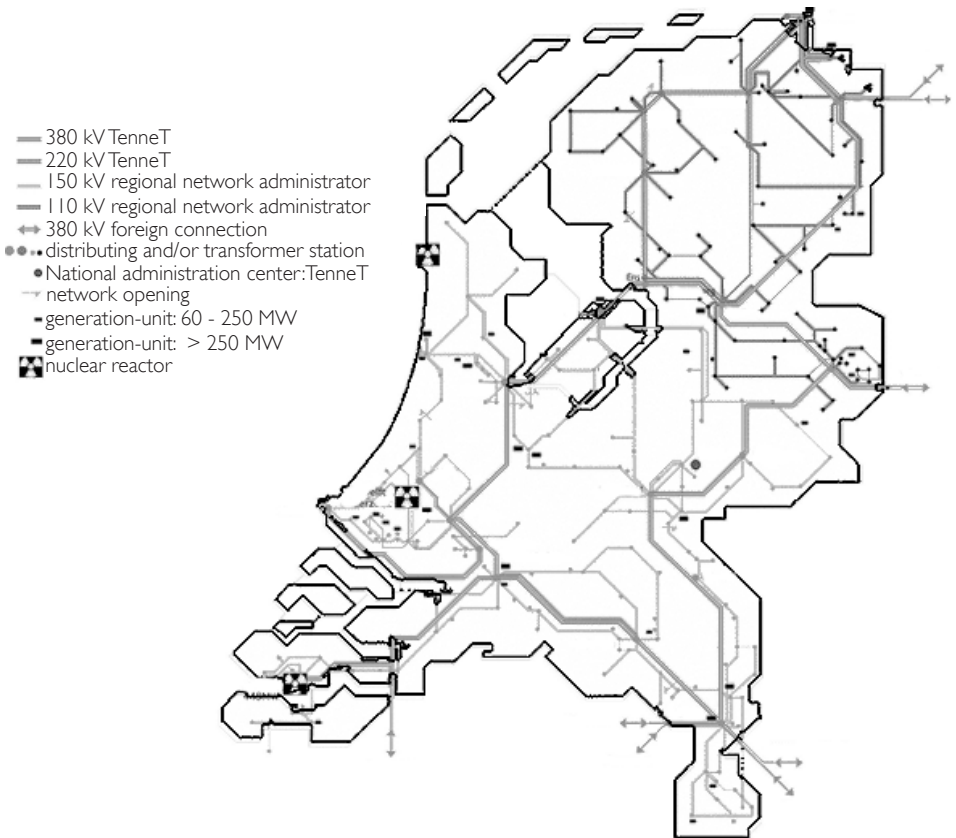 380 kV TenneT
220 kV TenneT
150 kV regional network administrator
110 kV regional network administrator
380 kV foreign connection
distributing and/or transformer station
National administration center:TenneT
network opening
generation-unit: 60 - 250 MW
generation-unit:  > 250 MW
nuclear reactor